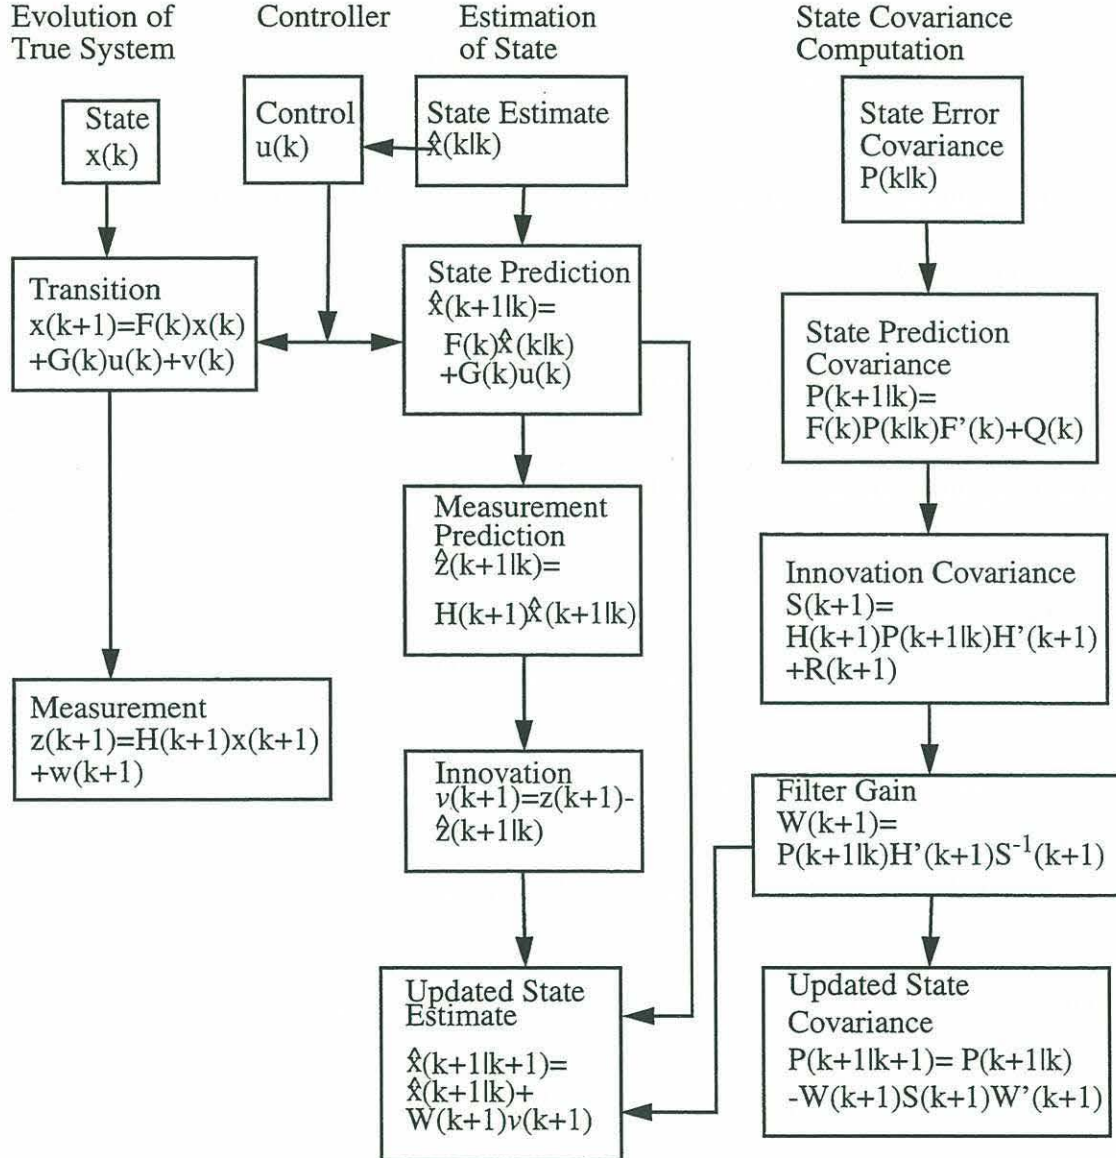 Evolution of
True System
Controller
Estimation
of State
State Covariance
Computation
State
x(k)
Control
u(k)
State Estimate
x̂(k|k)
State Error
Covariance
P(k|k)
Transition
x(k+1)=F(k)x(k)
+G(k)u(k)+v(k)
State Prediction
x̂(k+1|k)=
F(k)x̂(k|k)
+G(k)u(k)
State Prediction
Covariance
P(k+1|k)=
F(k)P(k|k)F’(k)+Q(k)
Measurement
Prediction
ẑ(k+1|k)=
H(k+1)x̂(k+1|k)
Innovation Covariance
S(k+1)=
H(k+1)P(k+1|k)H’(k+1)
+R(k+1)
Measurement
z(k+1)=H(k+1)x(k+1)
+w(k+1)
Innovation
ν(k+1)=z(k+1)-
ẑ(k+1|k)
Filter Gain
W(k+1)=
P(k+1|k)H’(k+1)S⁻¹(k+1)
Updated State
Estimate
x̂(k+1|k+1)=
x̂(k+1|k)+
W(k+1)ν(k+1)
Updated State
Covariance
P(k+1|k+1)= P(k+1|k)
-W(k+1)S(k+1)W’(k+1)